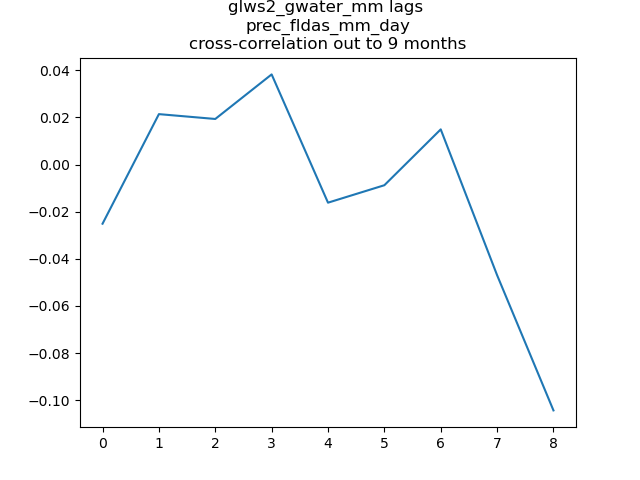 glws2_gwater_mm lags
prec_fldas_mm_day
cross-correlation out to 9 months
0.04
0.02
0.00
−0.02
−0.04
−0.06
−0.08
−0.10
0 1 2 3 4 5 6 7 8